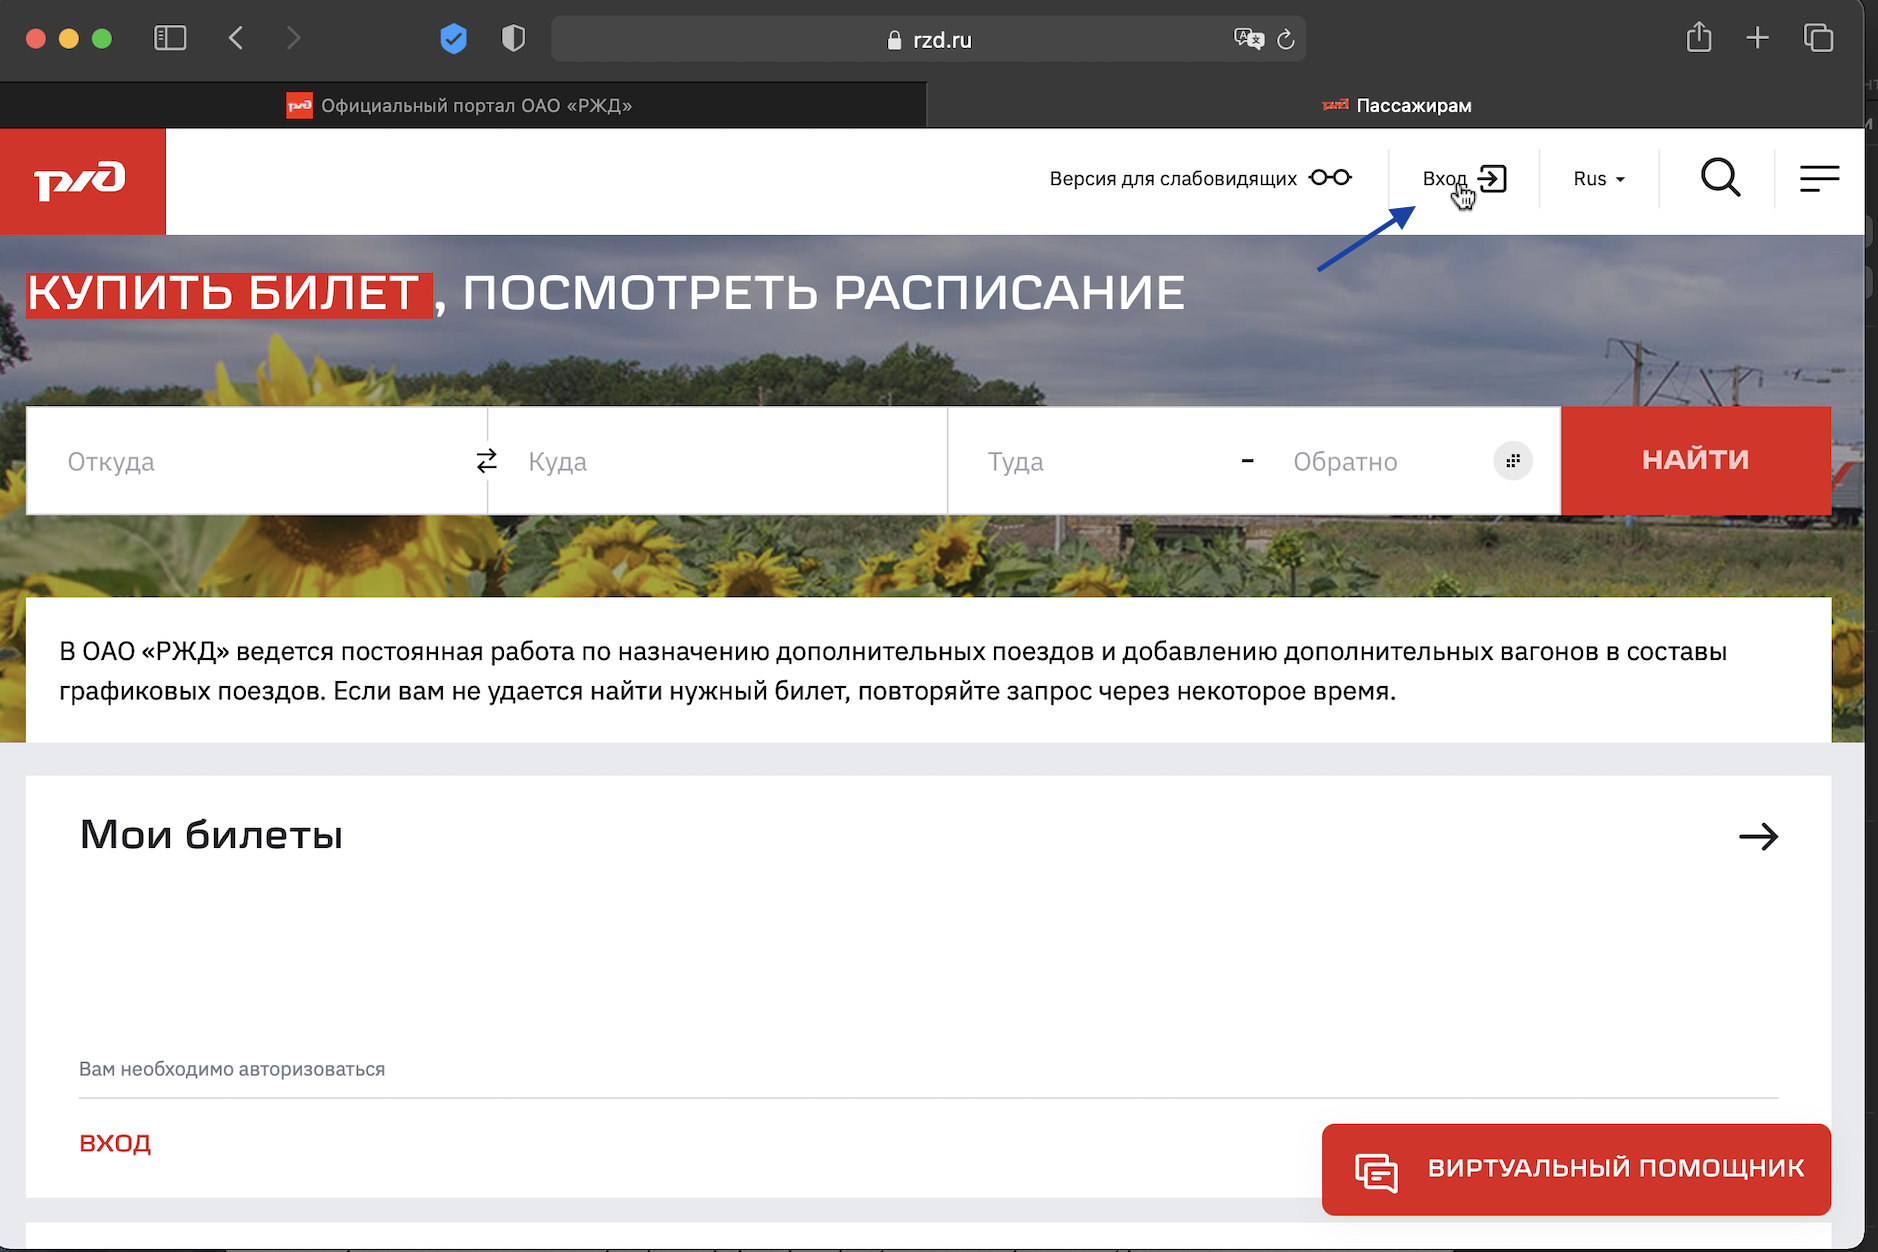 rzd.ru
Официальный портал ОАО «РЖД»
Пассажирам
ржд
Версия для слабовидящих
Вход
Rus
КУПИТЬ БИЛЕТ , ПОСМОТРЕТЬ РАСПИСАНИЕ
Откуда
Куда
Туда
-
Обратно
НАЙТИ
В ОАО «РЖД» ведется постоянная работа по назначению дополнительных поездов и добавлению дополнительных вагонов в составы
графиковых поездов. Если вам не удается найти нужный билет, повторяйте запрос через некоторое время.
Мои билеты
Вам необходимо авторизоваться
ВХОД
ВИРТУАЛЬНЫЙ ПОМОЩНИК